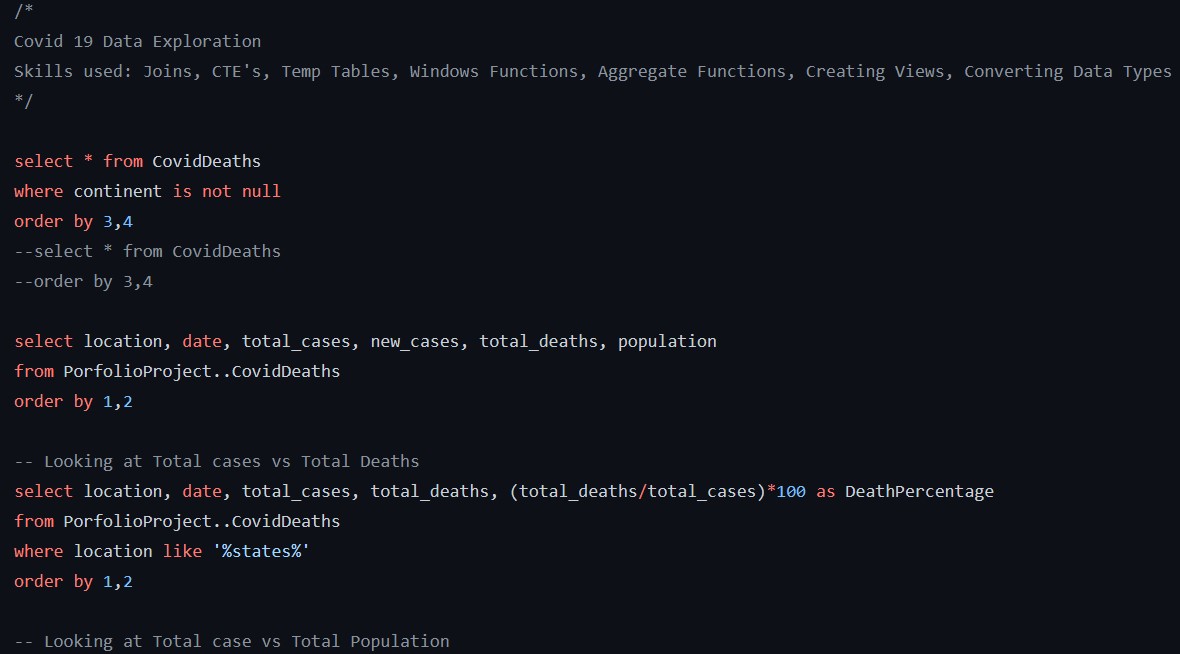 /*
Covid 19 Data Exploration
Skills used: Joins, CTE's, Temp Tables, Windows Functions, Aggregate Functions, Creating Views, Converting Data Types
*/
select * from CovidDeaths
where continent is not null
order by 3,4
--select * from CovidDeaths
--order by 3,4
select location, date, total_cases, new_cases, total_deaths, population
from PorfolioProject..CovidDeaths
order by 1,2
-- Looking at Total cases vs Total Deaths
select location, date, total_cases, total_deaths, (total_deaths/total_cases)*100 as DeathPercentage
from PorfolioProject..CovidDeaths
where location like '%states%'
order by 1,2
-- Looking at Total case vs Total Population